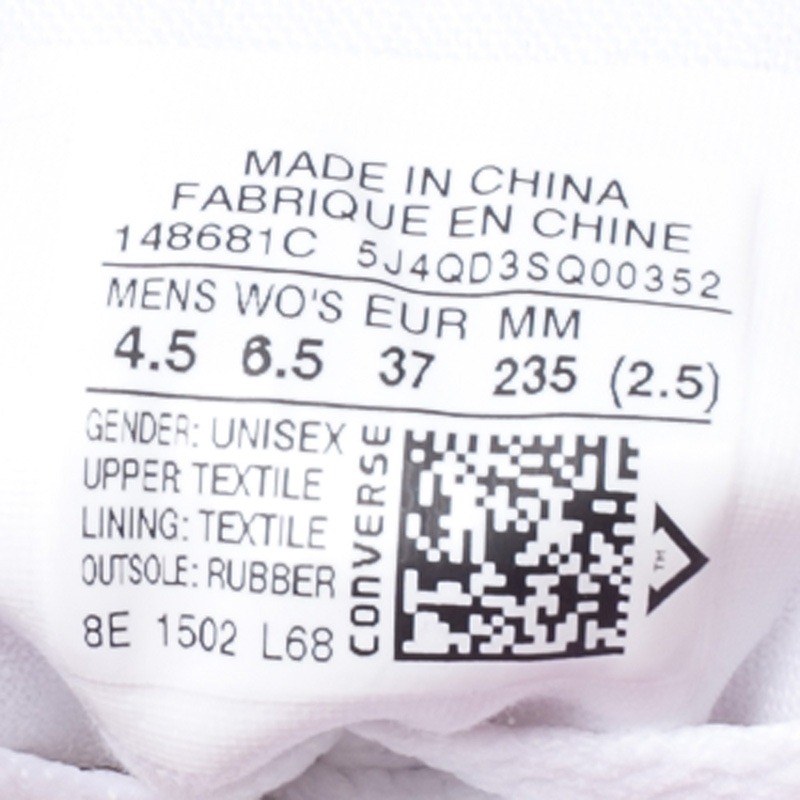 MADE IN CHINA
FABRIQUE EN CHINE
148681C 5J4QD3SQ00352
MENS WO'S EUR MM
4.5 6.5 37 235 (2.5)
GENDER: UNISEX
UPPER: TEXTILE
LINING: TEXTILE
OUTSOLE: RUBBER
8E 1502 L68
CONVERSE
TM